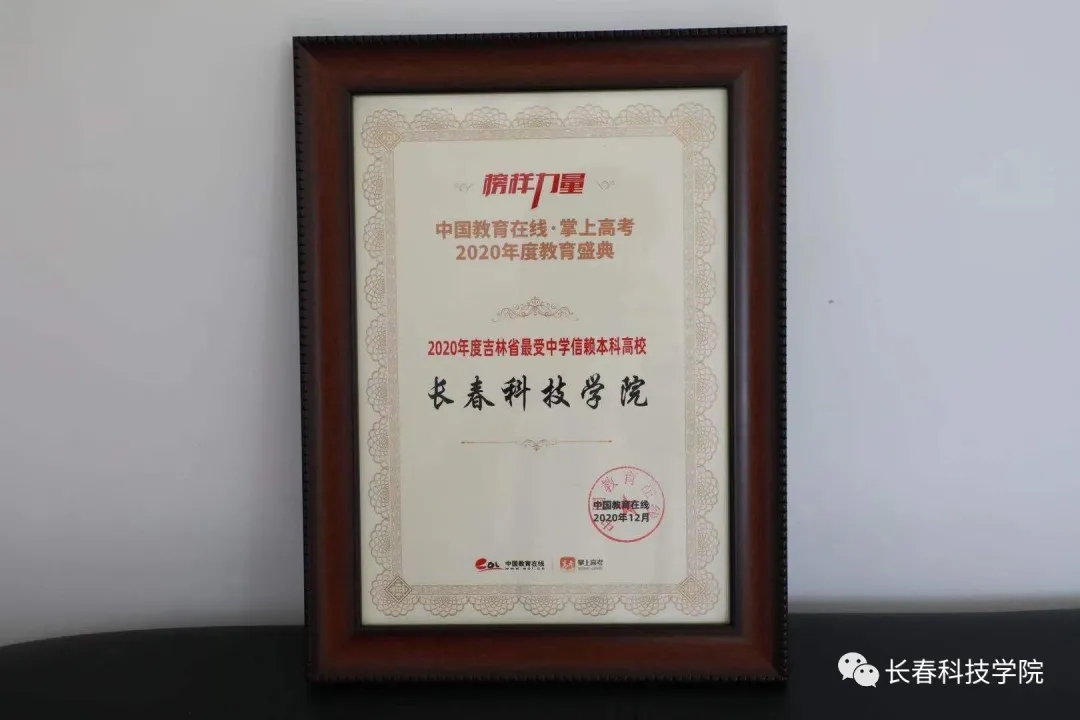 榜样力量
中国教育在线·掌上高考
2020年度教育盛典
2020年度吉林省最受中学信赖本科高校
长春科技学院
中国教育在线
2020年12月
中国教育在线
掌上高考
长春科技学院